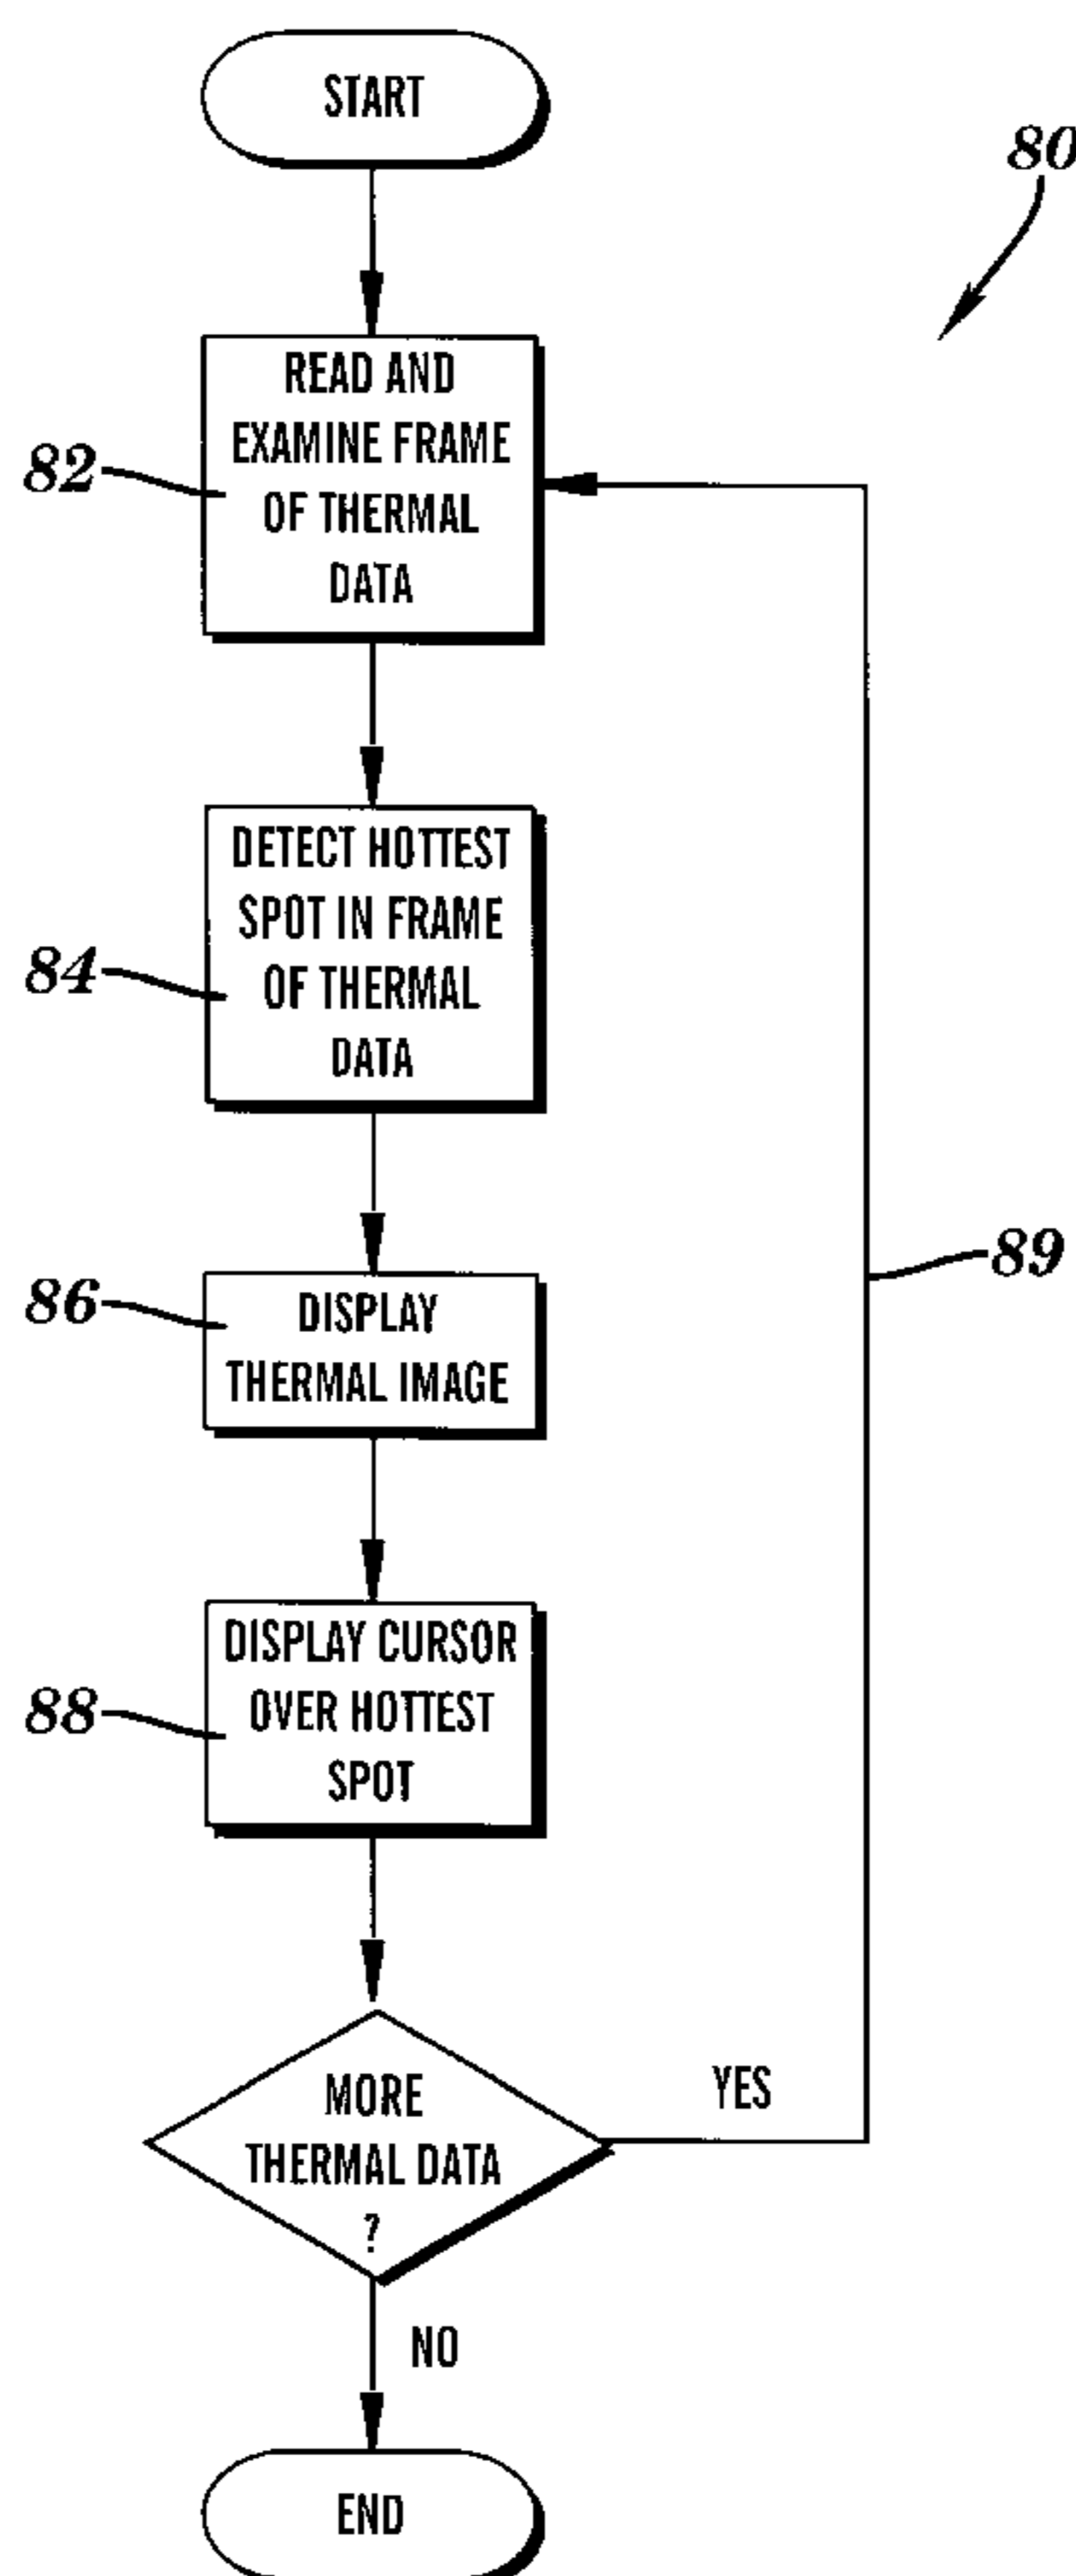 START
80
READ AND
EXAMINE FRAME
OF THERMAL
DATA
82
DETECT HOTTEST
SPOT IN FRAME
OF THERMAL
DATA
84
89
86
DISPLAY
THERMAL IMAGE
DISPLAY CURSOR
OVER HOTTEST
SPOT
88
MORE
THERMAL DATA
?
YES
NO
END